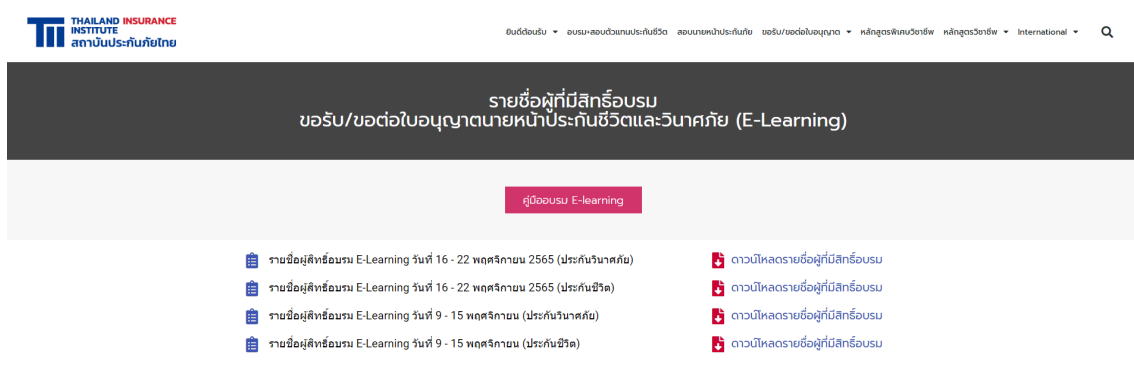 THAILAND INSURANCE
INSTITUTE
สถาบันประกันภัยไทย
ยินดีต้อนรับ อบรม+สอบตัวแทนประกันชีวิต สอบนายหน้าประกันภัย ขอรับ/ขอต่อใบอนุญาต หลักสูตรพิเศษวิชาชีพ หลักสูตรวิชาชีพ International
รายชื่อผู้ที่มีสิทธิ์อบรม
ขอรับ/ขอต่อใบอนุญาตนายหน้าประกันชีวิตและวินาศภัย (E-Learning)
คู่มืออบรม E-learning
รายชื่อผู้สิทธิ์อบรม E-Learning วันที่ 16 - 22 พฤศจิกายน 2565 (ประกันวินาศภัย) ดาวน์โหลดรายชื่อผู้ที่มีสิทธิ์อบรม
รายชื่อผู้สิทธิ์อบรม E-Learning วันที่ 16 - 22 พฤศจิกายน 2565 (ประกันชีวิต) ดาวน์โหลดรายชื่อผู้ที่มีสิทธิ์อบรม
รายชื่อผู้สิทธิ์อบรม E-Learning วันที่ 9 - 15 พฤศจิกายน (ประกันวินาศภัย) ดาวน์โหลดรายชื่อผู้ที่มีสิทธิ์อบรม
รายชื่อผู้สิทธิ์อบรม E-Learning วันที่ 9 - 15 พฤศจิกายน (ประกันชีวิต) ดาวน์โหลดรายชื่อผู้ที่มีสิทธิ์อบรม